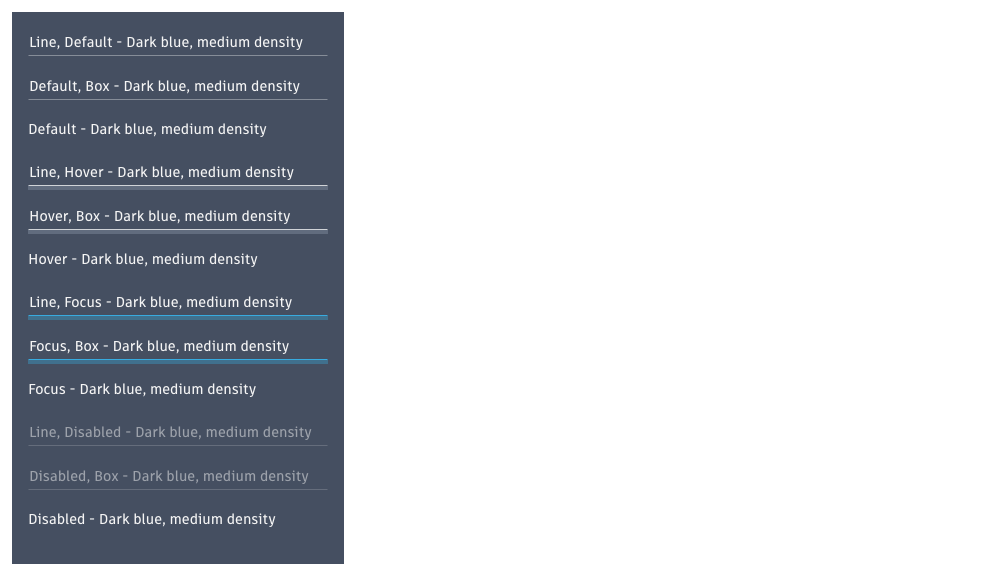 Line, Default - Dark blue, medium density
Default, Box - Dark blue, medium density
Default - Dark blue, medium density
Line, Hover - Dark blue, medium density
Hover, Box - Dark blue, medium density
Hover - Dark blue, medium density
Line, Focus - Dark blue, medium density
Focus, Box - Dark blue, medium density
Focus - Dark blue, medium density
Line, Disabled - Dark blue, medium density
Disabled, Box - Dark blue, medium density
Disabled - Dark blue, medium density